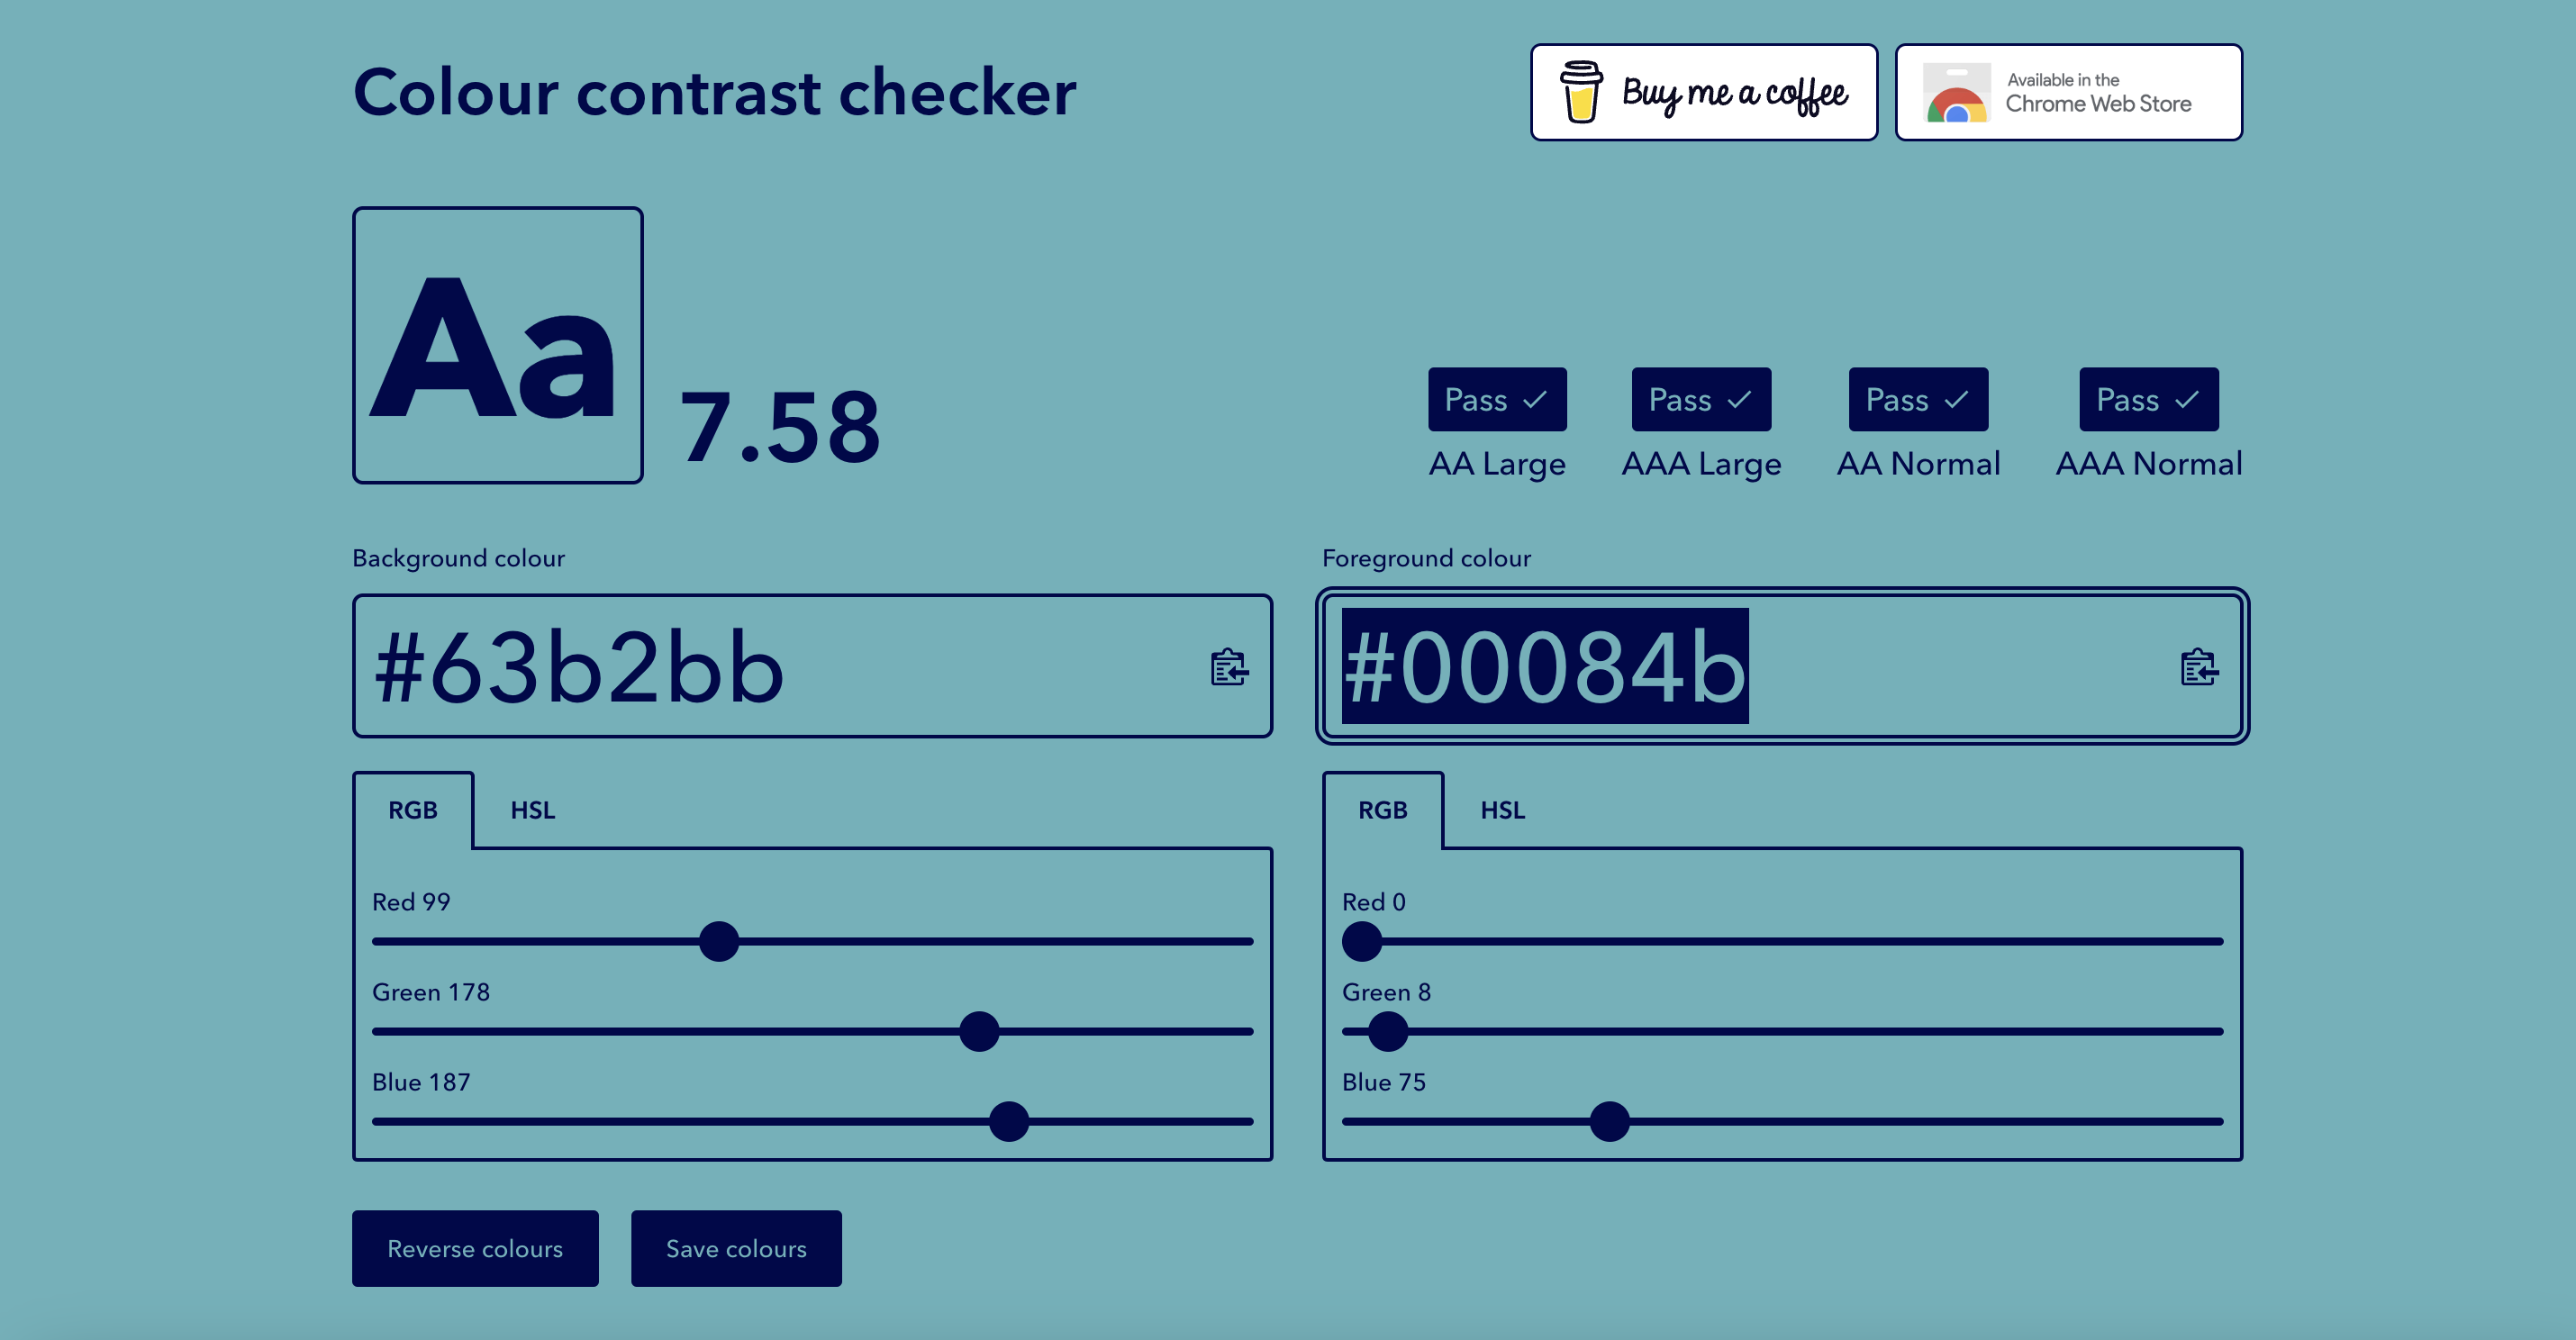 Colour contrast checker
Buy me a coffee
Available in the
Chrome Web Store
Aa
7.58
Pass
AA Large
Pass
AAA Large
Pass
AA Normal
Pass
AAA Normal
Background colour
#63b2bb
RGB
HSL
Red 99
Green 178
Blue 187
Foreground colour
#00084b
RGB
HSL
Red 0
Green 8
Blue 75
Reverse colours
Save colours